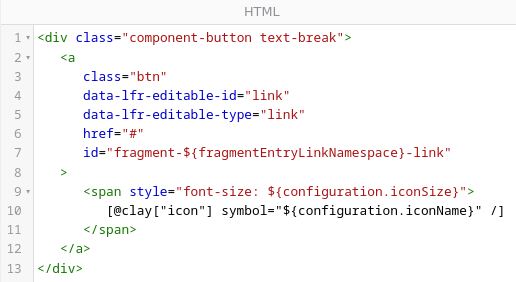 HTML
1 <div class="component-button text-break">
2 <a
3 class="btn"
4 data-lfr-editable-id="link"
5 data-lfr-editable-type="link"
6 href="#"
7 id="fragment-${fragmentEntryLinkNamespace}-link"
8 >
9 <span style="font-size: ${configuration.iconSize}">
10 [@clay["icon"] symbol="${configuration.iconName}" /]
11 </span>
12 </a>
13 </div>